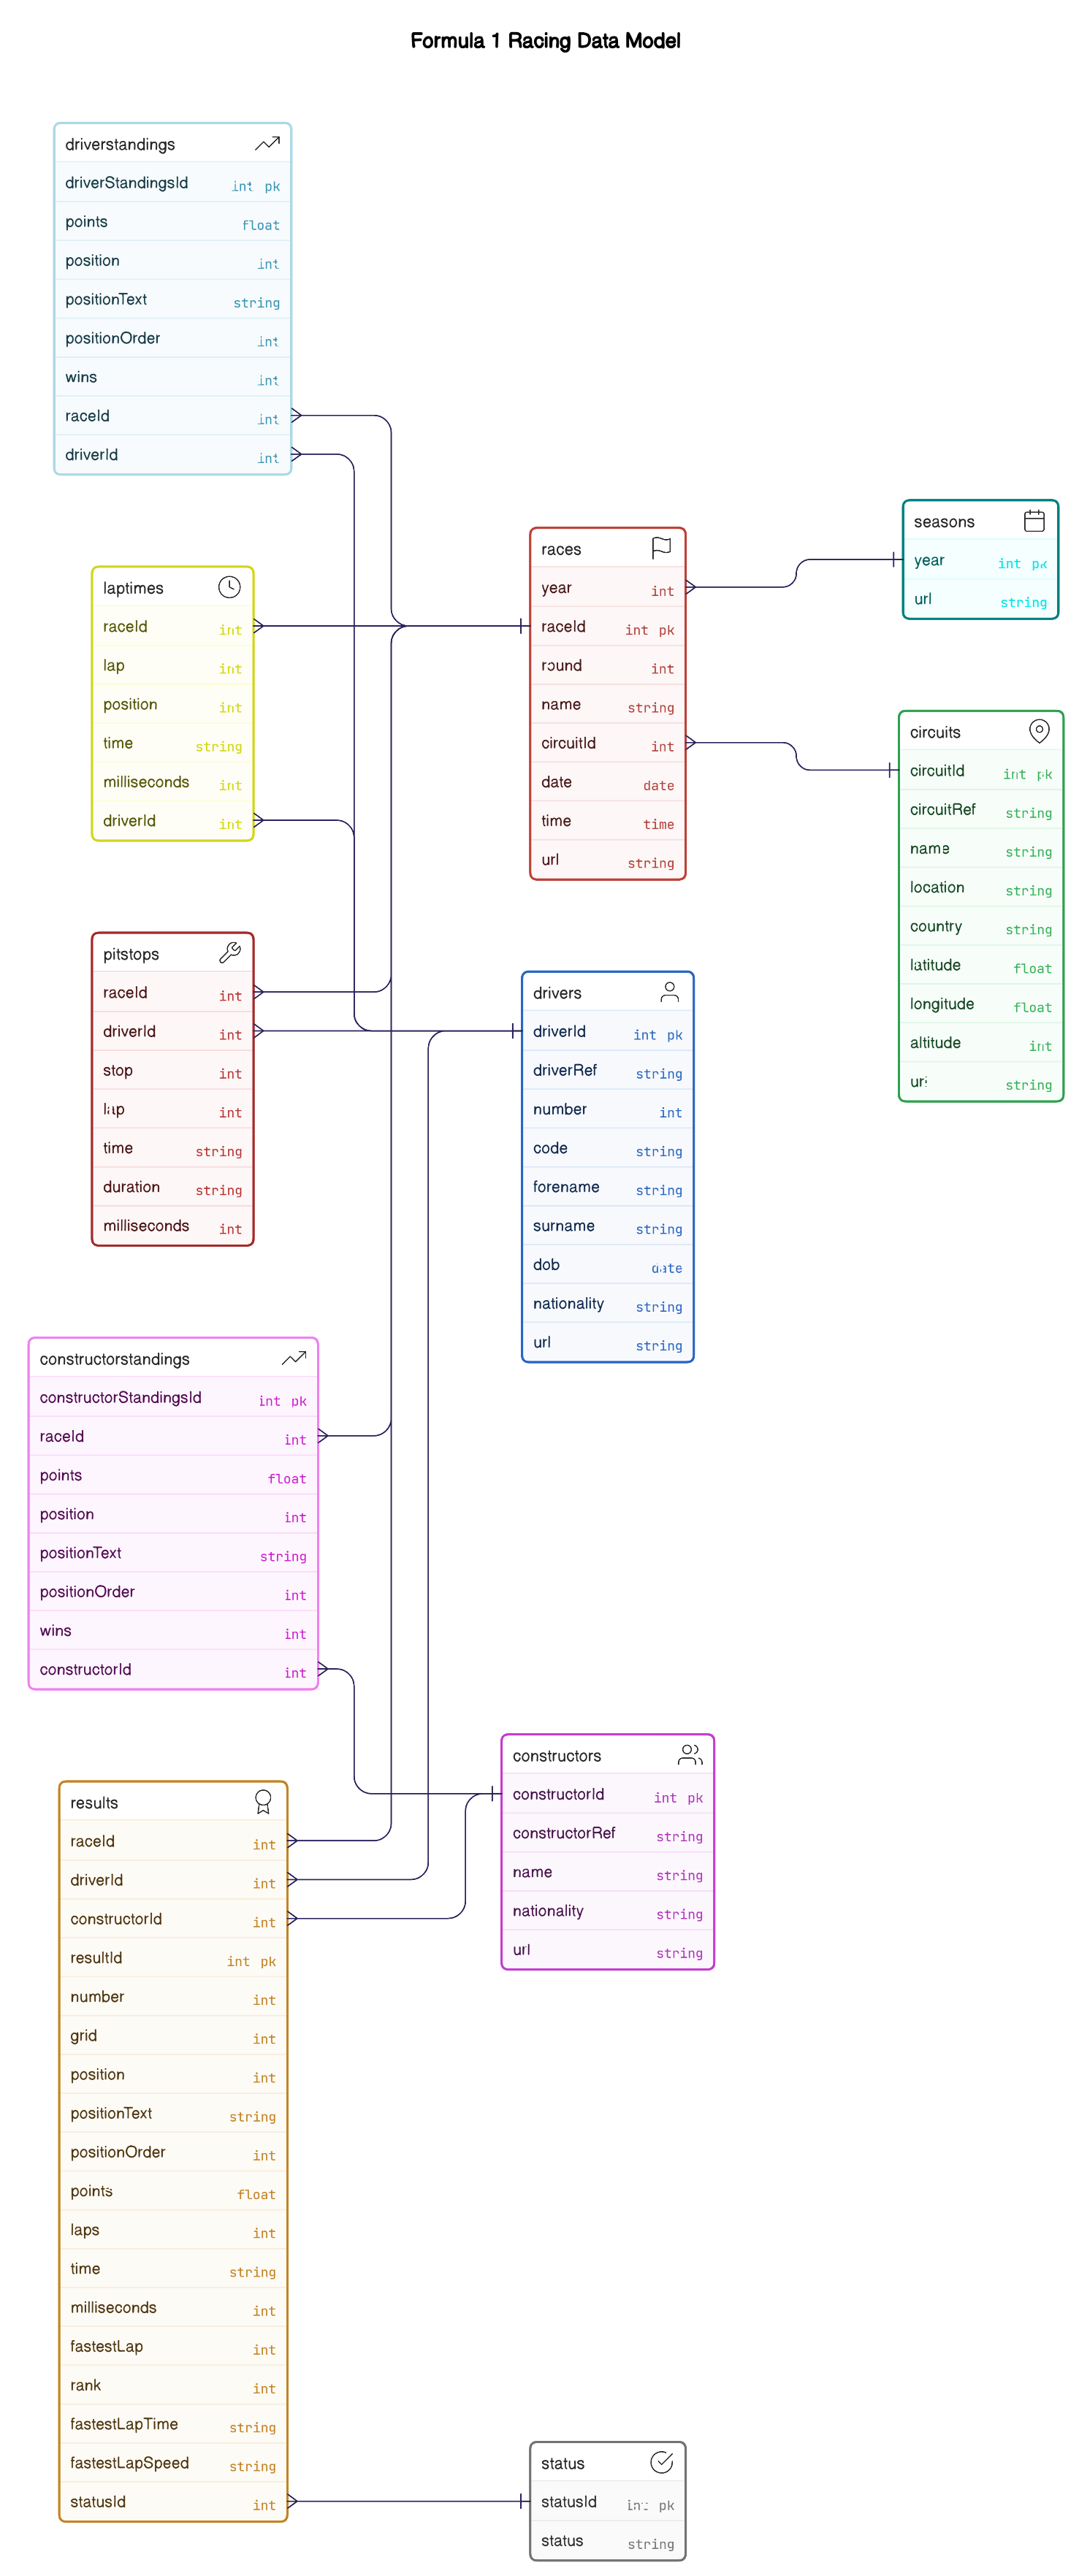 Formula 1 Racing Data Model
driverstandings
driverStandingsId int pk
points float
position int
positionText string
positionOrder int
wins int
raceId int
driverId int
laptimes
raceId int
lap int
position int
time string
milliseconds int
driverId int
pitstops
raceId int
driverId int
stop int
lap int
time string
duration string
milliseconds int
constructorstandings
constructorStandingsId int pk
raceId int
points float
position int
positionText string
positionOrder int
wins int
constructorId int
results
raceId int
driverId int
constructorId int
resultId int pk
number int
grid int
position int
positionText string
positionOrder int
points float
laps int
time string
milliseconds int
fastestLap int
rank int
fastestLapTime string
fastestLapSpeed string
statusId int
races
year int
raceId int pk
round int
name string
circuitId int
date date
time time
url string
drivers
driverId int pk
driverRef string
number int
code string
forename string
surname string
dob date
nationality string
url string
constructors
constructorId int pk
constructorRef string
name string
nationality string
url string
status
statusId int pk
status string
seasons
year int pk
url string
circuits
circuitId int pk
circuitRef string
name string
location string
country string
latitude float
longitude float
altitude int
url string